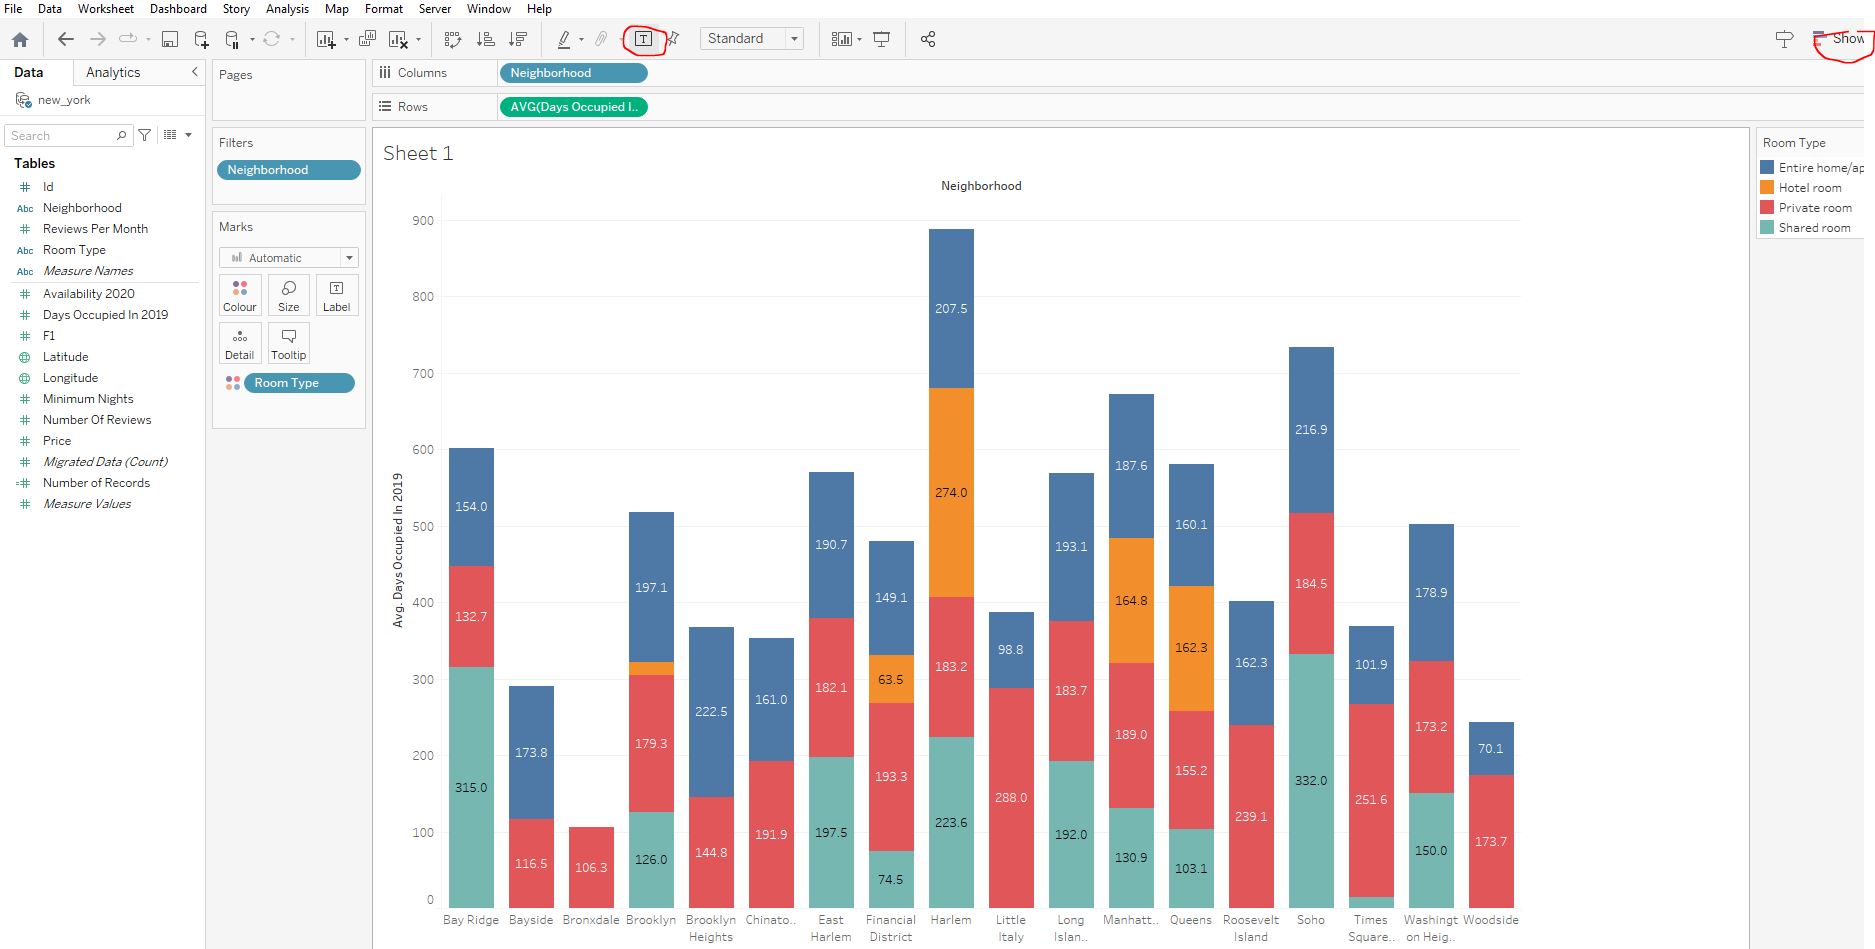 File Data Worksheet Dashboard Story Analysis Map Format Server Window Help
T Standard Show
Data Analytics
new_york
Search
Tables
# Id
Abc Neighborhood
# Reviews Per Month
Abc Room Type
Abc Measure Names
# Availability 2020
# Days Occupied In 2019
# F1
Latitude
Longitude
# Minimum Nights
# Number Of Reviews
# Price
# Migrated Data (Count)
=# Number of Records
# Measure Values
Pages
Filters
Neighborhood
Marks
Automatic
Colour Size T Label
Detail Tooltip
Room Type
Columns Neighborhood
Rows AVG(Days Occupied I..
Sheet 1
Neighborhood
Avg. Days Occupied In 2019
900
800
700
600
500
400
300
200
100
0
154.0
132.7
315.0
173.8
116.5
106.3
197.1
179.3
126.0
222.5
144.8
161.0
191.9
190.7
182.1
197.5
149.1
63.5
193.3
74.5
207.5
274.0
183.2
223.6
98.8
288.0
193.1
183.7
192.0
187.6
164.8
189.0
130.9
160.1
162.3
155.2
103.1
162.3
239.1
216.9
184.5
332.0
101.9
251.6
178.9
173.2
150.0
70.1
173.7
Bay Ridge
Bayside
Bronxdale
Brooklyn
Brooklyn
Heights
Chinato..
East
Harlem
Financial
District
Harlem
Little
Italy
Long
Islan..
Manhatt..
Queens
Roosevelt
Island
Soho
Times
Square..
Washingt
on Heig..
Woodside
Room Type
Entire home/ap
Hotel room
Private room
Shared room